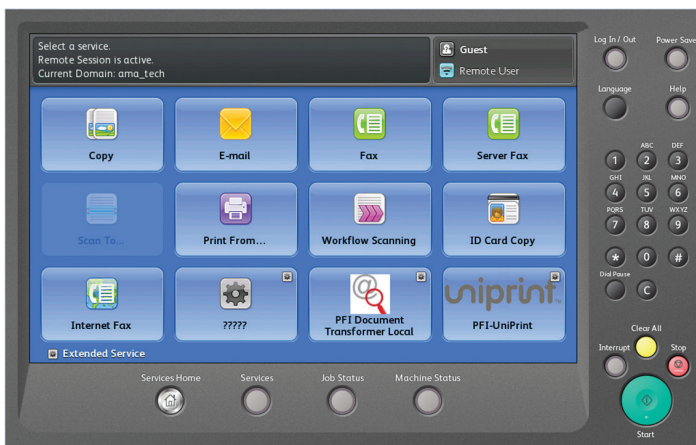 Select a service.
Remote Session is active.
Current Domain: ama_tech
Guest
Remote User
Log In / Out
Power Save
Language
Help
Copy
E-mail
Fax
Server Fax
Scan To...
Print From...
Workflow Scanning
ID Card Copy
Internet Fax
?????
PFI Document
Transformer Local
uniprint
PFI-UniPrint
Extended Service
ABC DEF
1 2 3
GHI JKL MNO
4 5 6
PQRS TUV WXYZ
7 8 9
* 0 #
Dial Pause
C
Clear All
Interrupt
Stop
Start
Services Home
Services
Job Status
Machine Status